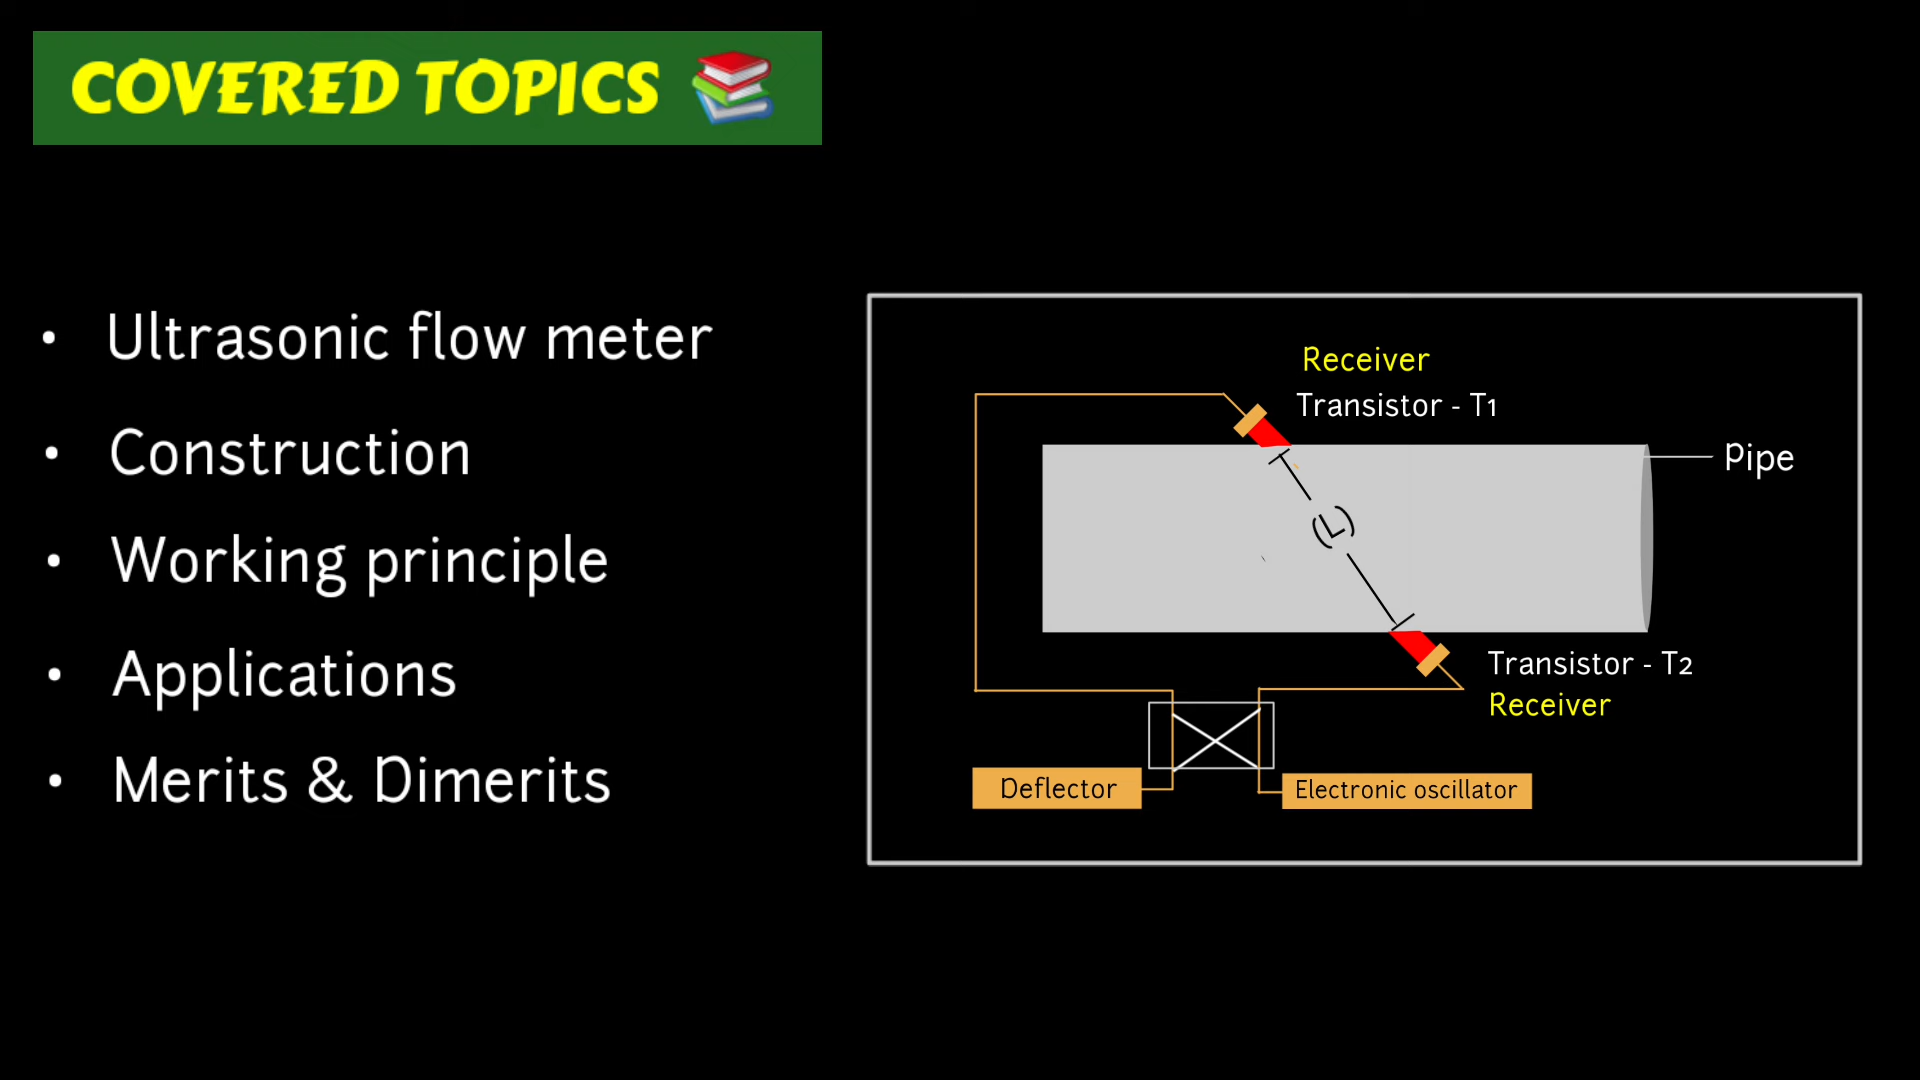 COVERED TOPICS
• Ultrasonic flow meter
• Construction
• Working principle
• Applications
• Merits & Dimerits
Receiver
Transistor - T1
Pipe
(L)
Transistor - T2
Receiver
Deflector
Electronic oscillator